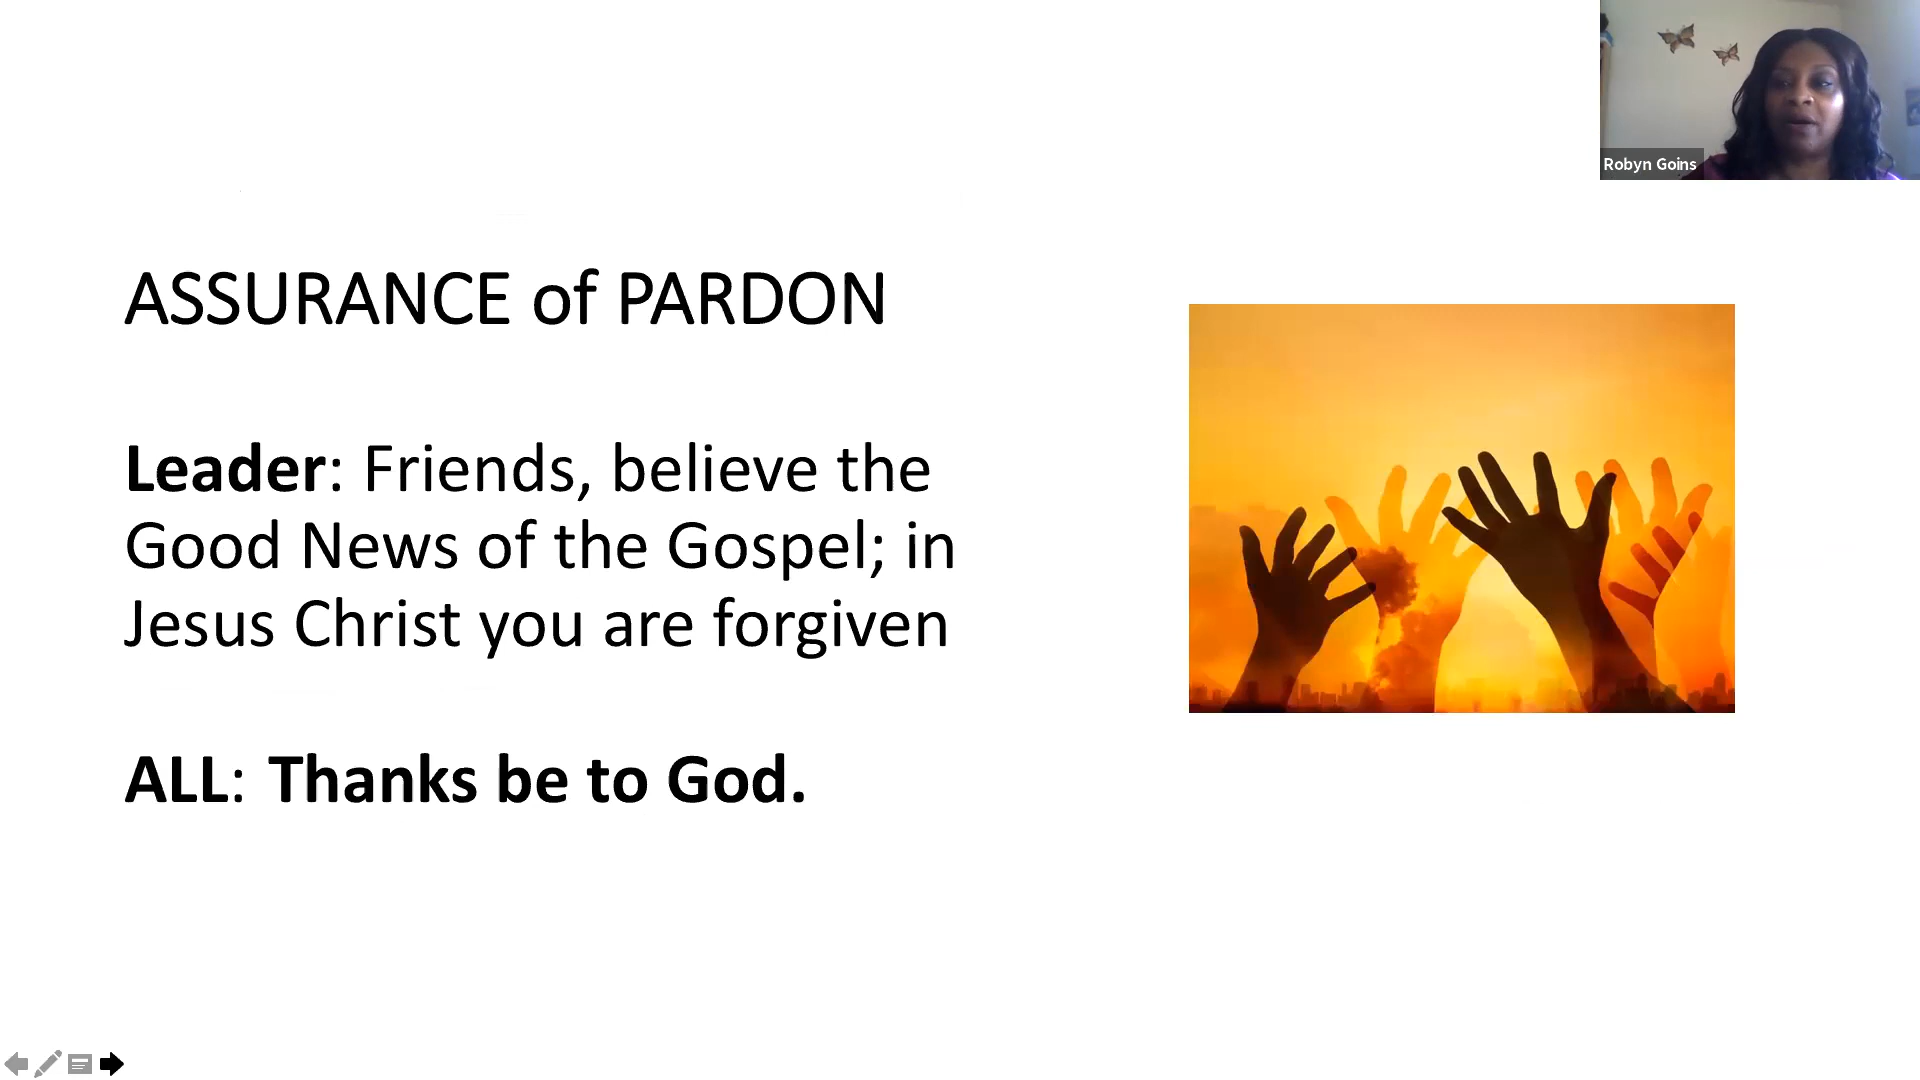 Robyn Goins
ASSURANCE of PARDON
Leader: Friends, believe the
Good News of the Gospel; in
Jesus Christ you are forgiven
ALL: Thanks be to God.